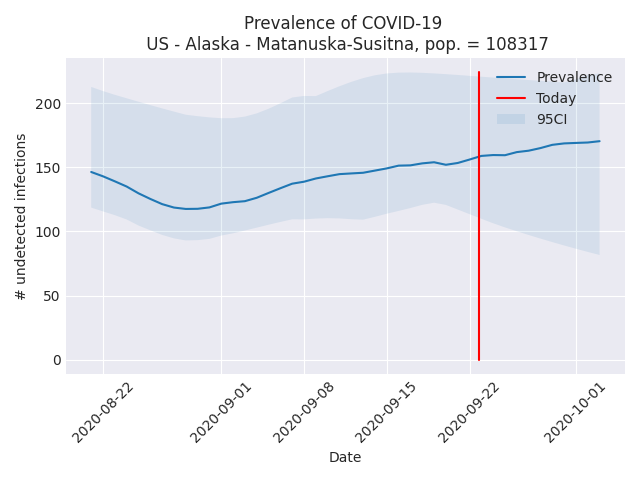 Prevalence of COVID-19
US - Alaska - Matanuska-Susitna, pop. = 108317
Prevalence
Today
95CI
# undetected infections
200
150
100
50
0
2020-08-22
2020-09-01
2020-09-08
2020-09-15
2020-09-22
2020-10-01
Date